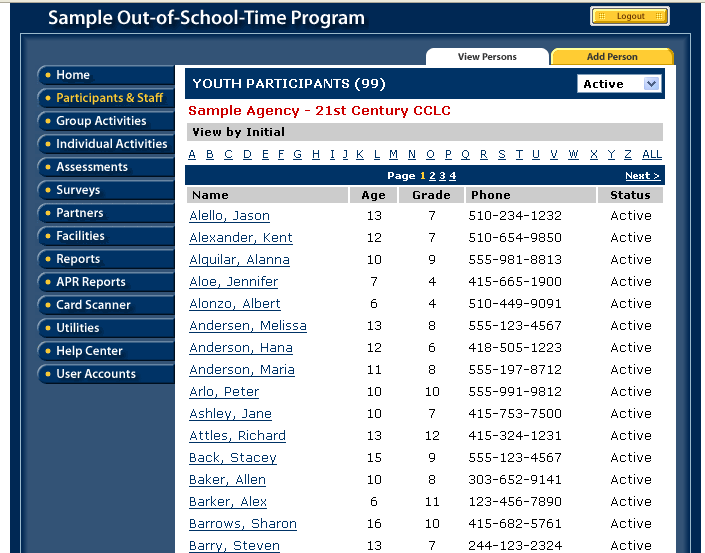 Sample Out-of-School-Time Program
Logout
View Persons
Add Person
Home
Participants & Staff
Group Activities
Individual Activities
Assessments
Surveys
Partners
Facilities
Reports
APR Reports
Card Scanner
Utilities
Help Center
User Accounts
YOUTH PARTICIPANTS (99) Active
Sample Agency - 21st Century CCLC
View by Initial
A B C D E F G H I J K L M N O P Q R S T U V W X Y Z ALL
Page 1 2 3 4 Next >
Name Age Grade Phone Status
Alello, Jason 13 7 510-234-1232 Active
Alexander, Kent 12 7 510-654-9850 Active
Alquilar, Alanna 10 9 555-981-8813 Active
Aloe, Jennifer 7 4 415-665-1900 Active
Alonzo, Albert 6 4 510-449-9091 Active
Andersen, Melissa 13 8 555-123-4567 Active
Anderson, Hana 12 6 418-505-1223 Active
Anderson, Maria 11 8 555-197-8712 Active
Arlo, Peter 10 10 555-991-9812 Active
Ashley, Jane 10 7 415-753-7500 Active
Attles, Richard 13 12 415-324-1231 Active
Back, Stacey 15 9 555-123-4567 Active
Baker, Allen 10 8 303-652-9141 Active
Barker, Alex 6 11 123-456-7890 Active
Barrows, Sharon 16 10 415-682-5761 Active
Barry, Steven 13 7 244-123-2324 Active